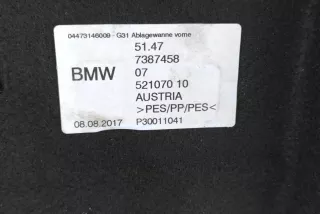 04473146009 - G31 Ablagewanne vorne
51.47
7387458
BMW 07
521070 10
AUSTRIA
>PES/PP/PES<
08.08.2017 P30011041